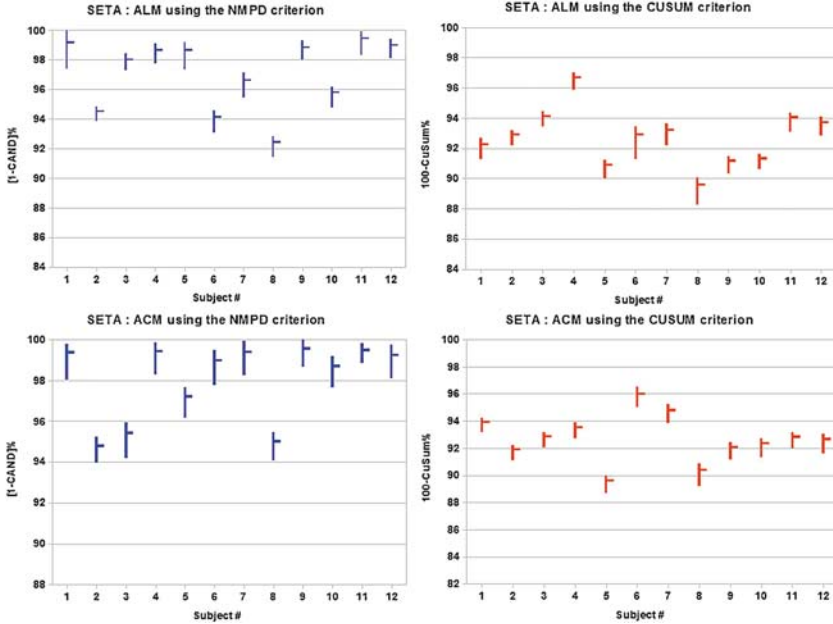 SETA : ALM using the NMPD criterion
100
98
96
94
92
90
88
86
84
[1-CAND]%
1 2 3 4 5 6 7 8 9 10 11 12
Subject #
SETA : ALM using the CUSUM criterion
100
98
96
94
92
90
88
86
84
100-CuSum%
1 2 3 4 5 6 7 8 9 10 11 12
Subject #
SETA : ACM using the NMPD criterion
100
98
96
94
92
90
88
[1-CAND]%
1 2 3 4 5 6 7 8 9 10 11 12
Subject #
SETA : ACM using the CUSUM criterion
100
98
96
94
92
90
88
86
84
82
100-CuSum%
1 2 3 4 5 6 7 8 9 10 11 12
Subject #